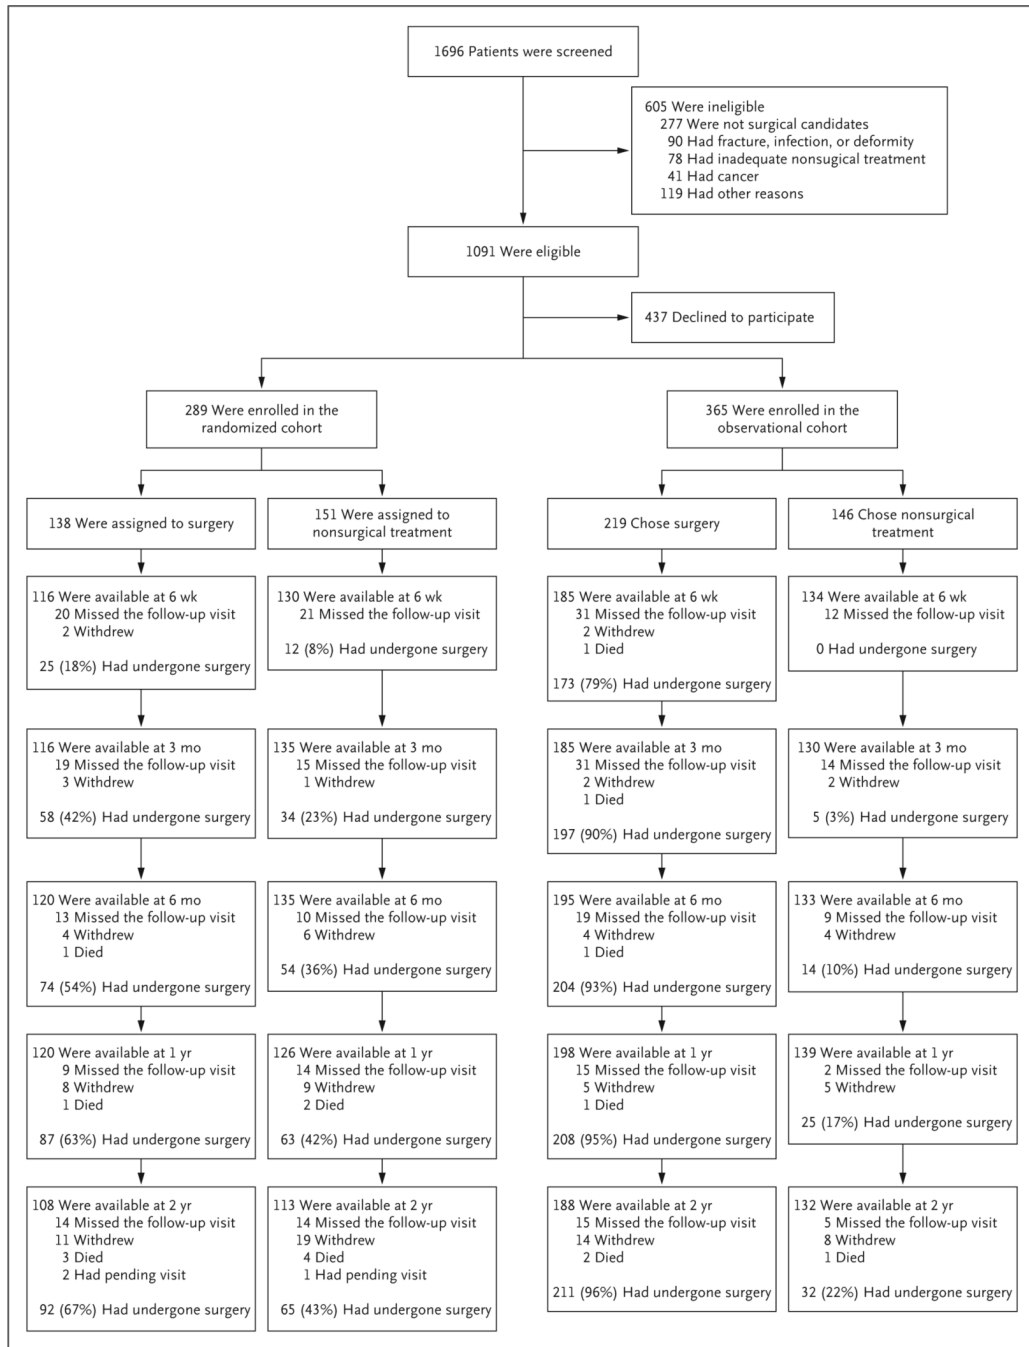 1696 Patients were screened
605 Were ineligible
277 Were not surgical candidates
90 Had fracture, infection, or deformity
78 Had inadequate nonsugical treatment
41 Had cancer
119 Had other reasons
1091 Were eligible
437 Declined to participate
289 Were enrolled in the
randomized cohort
365 Were enrolled in the
observational cohort
138 Were assigned to surgery
151 Were assigned to
nonsurgical treatment
219 Chose surgery
146 Chose nonsurgical
treatment
116 Were available at 6 wk
20 Missed the follow-up visit
2 Withdrew
25 (18%) Had undergone surgery
130 Were available at 6 wk
21 Missed the follow-up visit
12 (8%) Had undergone surgery
185 Were available at 6 wk
31 Missed the follow-up visit
2 Withdrew
1 Died
173 (79%) Had undergone surgery
134 Were available at 6 wk
12 Missed the follow-up visit
0 Had undergone surgery
116 Were available at 3 mo
19 Missed the follow-up visit
3 Withdrew
58 (42%) Had undergone surgery
135 Were available at 3 mo
15 Missed the follow-up visit
1 Withdrew
34 (23%) Had undergone surgery
185 Were available at 3 mo
31 Missed the follow-up visit
2 Withdrew
1 Died
197 (90%) Had undergone surgery
130 Were available at 3 mo
14 Missed the follow-up visit
2 Withdrew
5 (3%) Had undergone surgery
120 Were available at 6 mo
13 Missed the follow-up visit
4 Withdrew
1 Died
74 (54%) Had undergone surgery
135 Were available at 6 mo
10 Missed the follow-up visit
6 Withdrew
54 (36%) Had undergone surgery
195 Were available at 6 mo
19 Missed the follow-up visit
4 Withdrew
1 Died
204 (93%) Had undergone surgery
133 Were available at 6 mo
9 Missed the follow-up visit
4 Withdrew
14 (10%) Had undergone surgery
120 Were available at 1 yr
9 Missed the follow-up visit
8 Withdrew
1 Died
87 (63%) Had undergone surgery
126 Were available at 1 yr
14 Missed the follow-up visit
9 Withdrew
2 Died
63 (42%) Had undergone surgery
198 Were available at 1 yr
15 Missed the follow-up visit
5 Withdrew
1 Died
208 (95%) Had undergone surgery
139 Were available at 1 yr
2 Missed the follow-up visit
5 Withdrew
25 (17%) Had undergone surgery
108 Were available at 2 yr
14 Missed the follow-up visit
11 Withdrew
3 Died
2 Had pending visit
92 (67%) Had undergone surgery
113 Were available at 2 yr
14 Missed the follow-up visit
19 Withdrew
4 Died
1 Had pending visit
65 (43%) Had undergone surgery
188 Were available at 2 yr
15 Missed the follow-up visit
14 Withdrew
2 Died
211 (96%) Had undergone surgery
132 Were available at 2 yr
5 Missed the follow-up visit
8 Withdrew
1 Died
32 (22%) Had undergone surgery